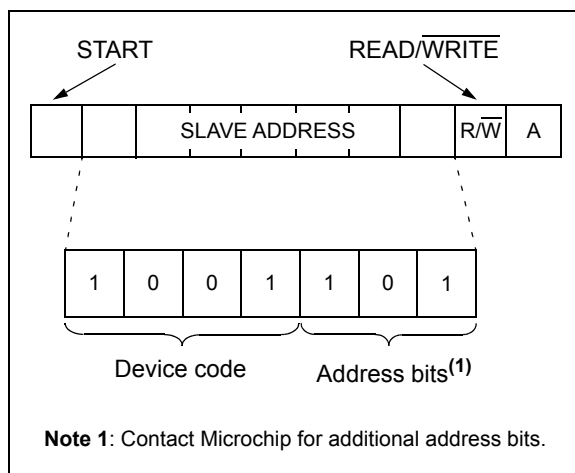 START READ/WRITE
SLAVE ADDRESS R/W A
1 0 0 1 1 0 1
Device code Address bits(1)
Note 1: Contact Microchip for additional address bits.